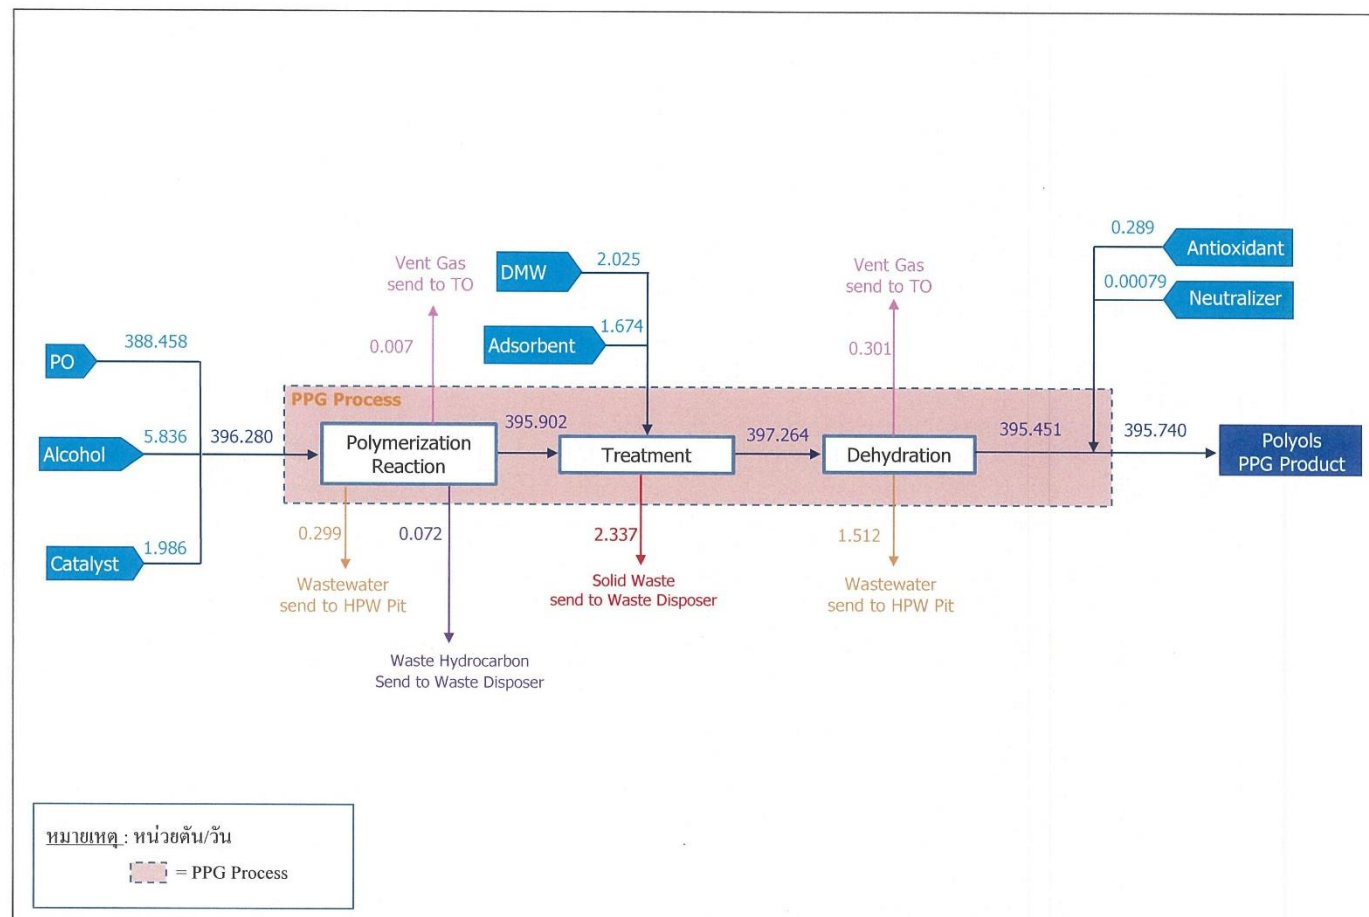 0.289
Antioxidant
Vent Gas
send to TO
DMW
2.025
Vent Gas
send to TO
0.00079
Neutralizer
388.458
PO
0.007
Adsorbent
1.674
0.301
PPG Process
5.836
Alcohol
396.280
Polymerization
Reaction
395.902
Treatment
397.264
Dehydration
395.451
395.740
Polyols
PPG Product
1.986
Catalyst
0.299
0.072
2.337
1.512
Wastewater
send to HPW Pit
Solid Waste
send to Waste Disposer
Wastewater
send to HPW Pit
Waste Hydrocarbon
Send to Waste Disposer
หมายเหตุ : หน่วยตัน/วัน
= PPG Process